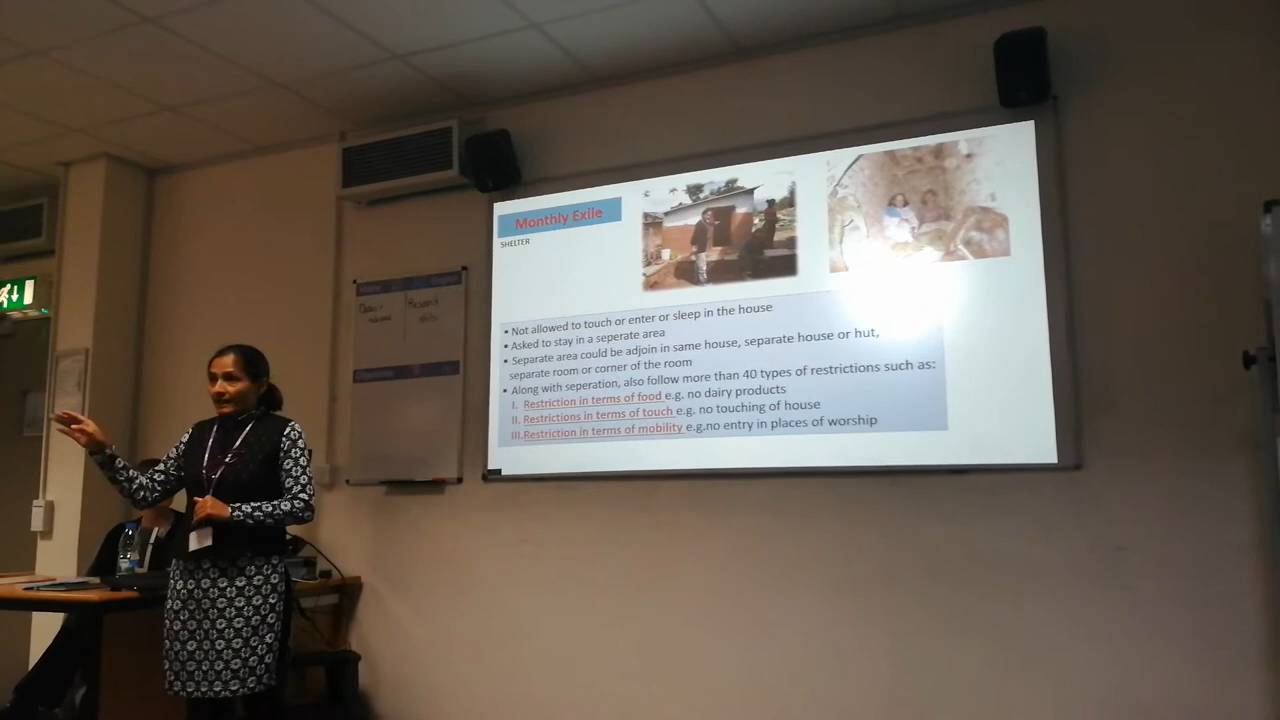 Monthly Exile
SHELTER
▪ Not allowed to touch or enter or sleep in the house
▪ Asked to stay in a seperate area
▪ Separate area could be adjoin in same house, separate house or hut,
separate room or corner of the room
▪ Along with seperation, also follow more than 40 types of restrictions such as:
I. Restriction in terms of food e.g. no dairy products
II. Restrictions in terms of touch e.g. no touching of house
III.Restriction in terms of mobility e.g.no entry in places of worship
Research